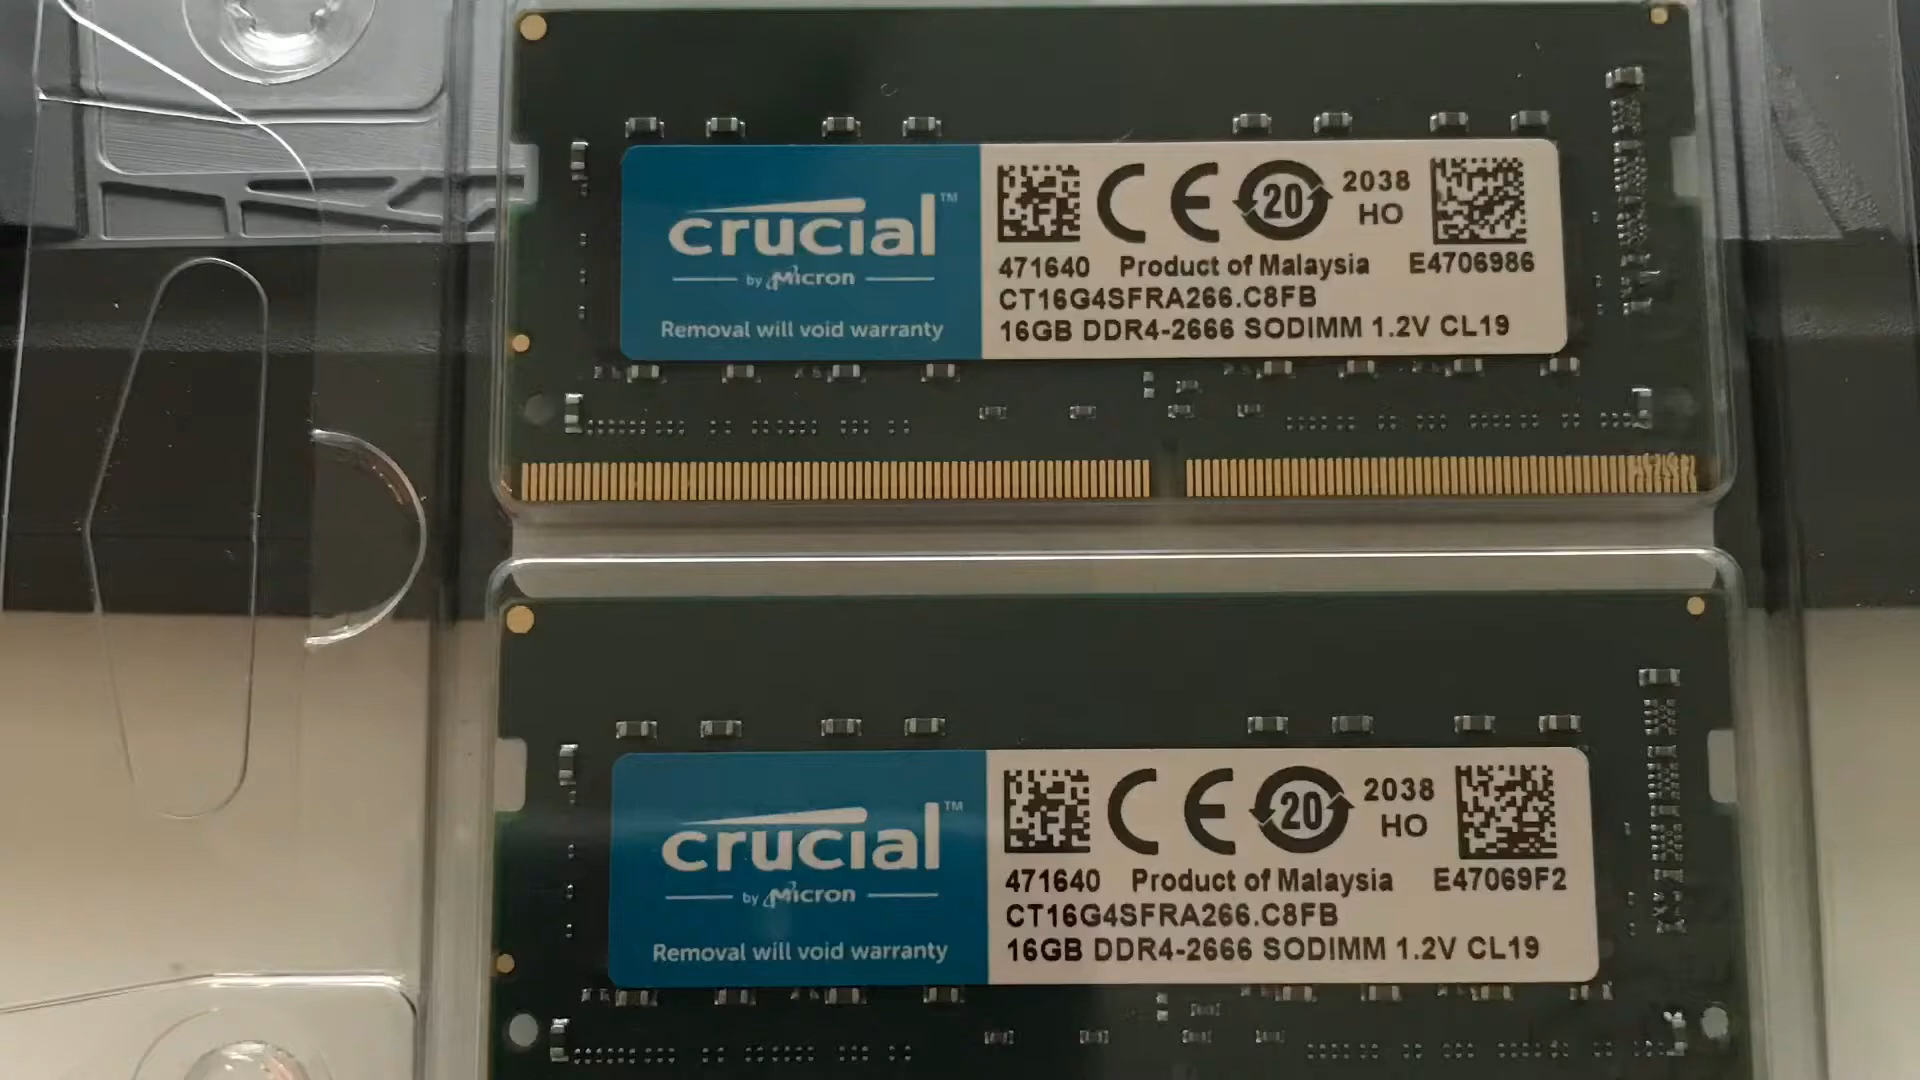 crucial™
by Micron
Removal will void warranty
CE 20 2038
HO
471640 Product of Malaysia E4706986
CT16G4SFRA266.C8FB
16GB DDR4-2666 SODIMM 1.2V CL19
crucial™
by Micron
Removal will void warranty
CE 20 2038
HO
471640 Product of Malaysia E47069F2
CT16G4SFRA266.C8FB
16GB DDR4-2666 SODIMM 1.2V CL19